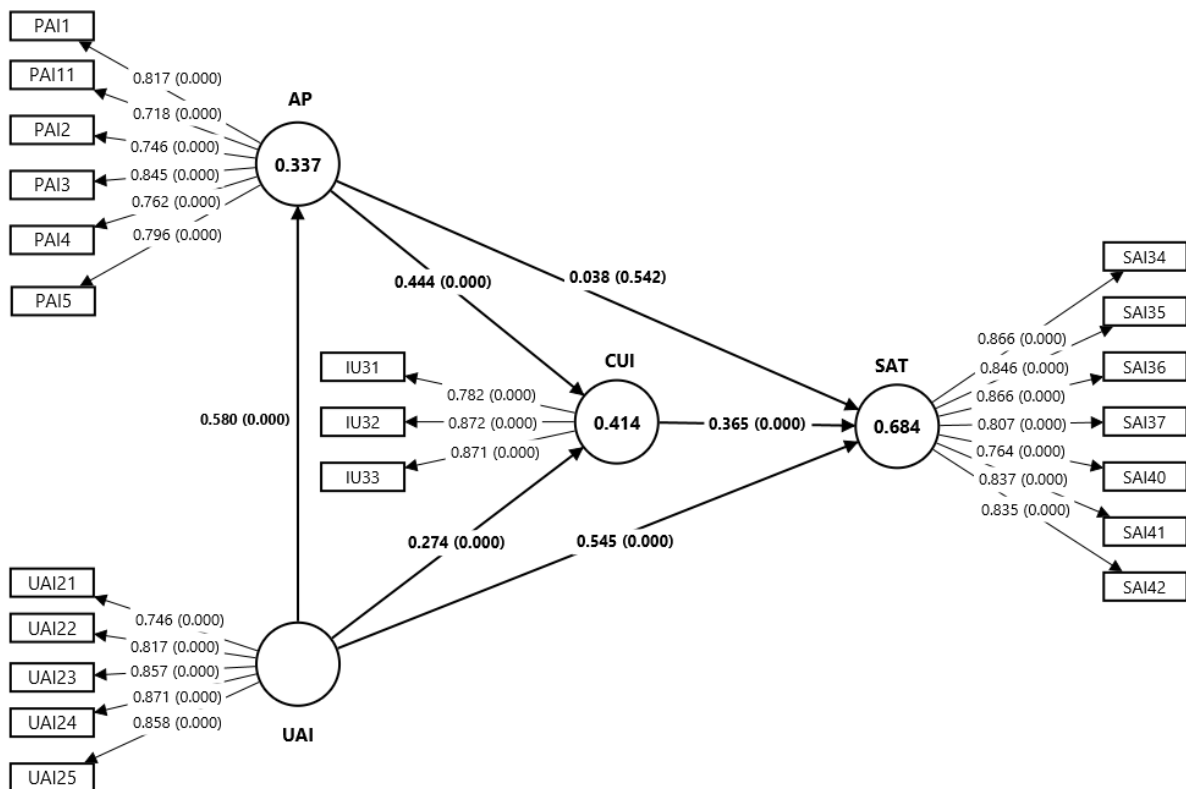 PAI1
PAI11
PAI2
PAI3
PAI4
PAI5
0.817 (0.000)
0.718 (0.000)
0.746 (0.000)
0.845 (0.000)
0.762 (0.000)
0.796 (0.000)
AP
0.337
0.444 (0.000)
0.038 (0.542)
0.580 (0.000)
IU31
IU32
IU33
0.782 (0.000)
0.872 (0.000)
0.871 (0.000)
CUI
0.414
0.365 (0.000)
SAT
0.684
0.866 (0.000)
0.846 (0.000)
0.866 (0.000)
0.807 (0.000)
0.764 (0.000)
0.837 (0.000)
0.835 (0.000)
SAI34
SAI35
SAI36
SAI37
SAI40
SAI41
SAI42
0.274 (0.000)
0.545 (0.000)
UAI21
UAI22
UAI23
UAI24
UAI25
0.746 (0.000)
0.817 (0.000)
0.857 (0.000)
0.871 (0.000)
0.858 (0.000)
UAI